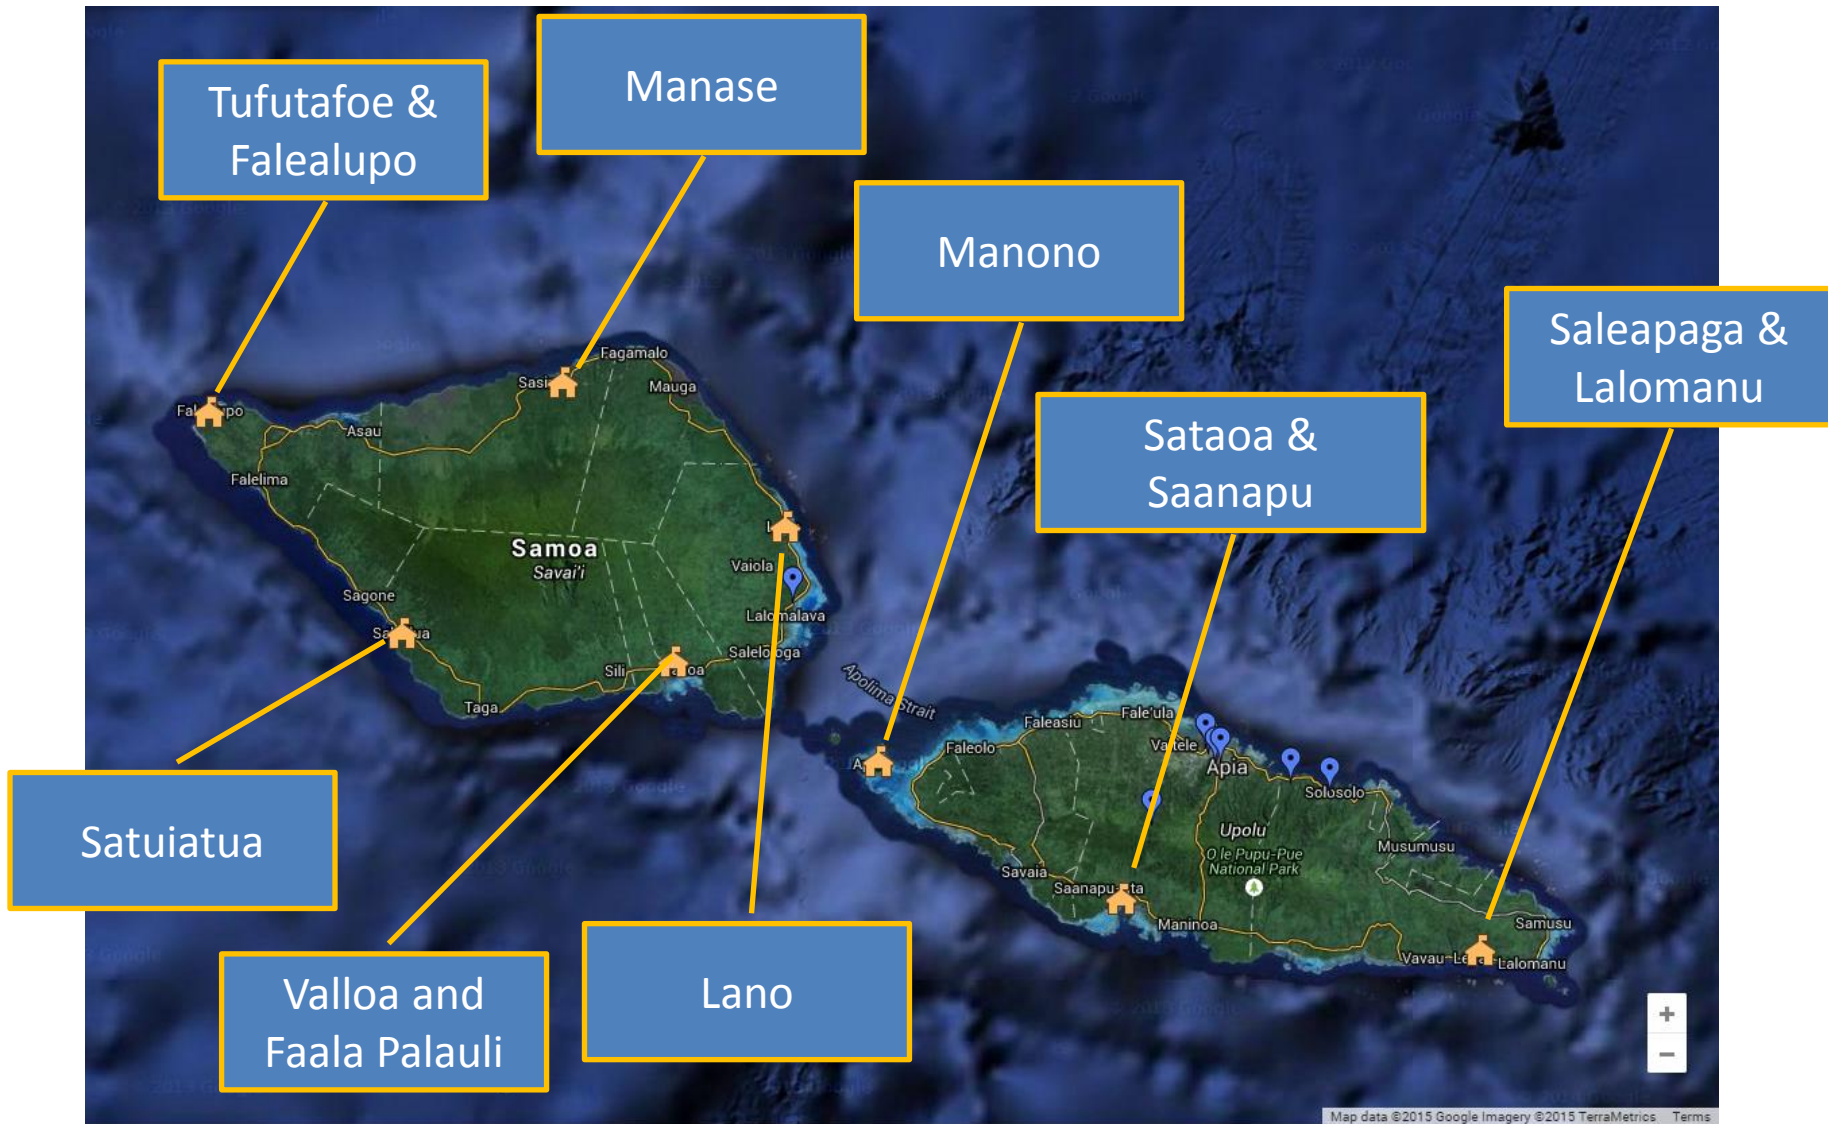 Manase
Tufutafoe &
Falealupo
Manono
Saleapaga &
Lalomanu
Sataoa &
Saanapu
Fagamalo
Mauga
Asau
Falelima
Samoa
Savai'i
Vaiola
Sagone
Lalomalava
Sili
Taga
Apolima Strait
Faleolo
Faleasiu
Fale'ula
Apia
Solosolo
Upolu
O le Pupu-Pue
National Park
Musumusu
Savaia
Maninoa
Samusu
Lalomanu
Satuiatua
Valloa and
Faala Palauli
Lano
+
−
Map data ©2015 Google Imagery ©2015 TerraMetrics Terms